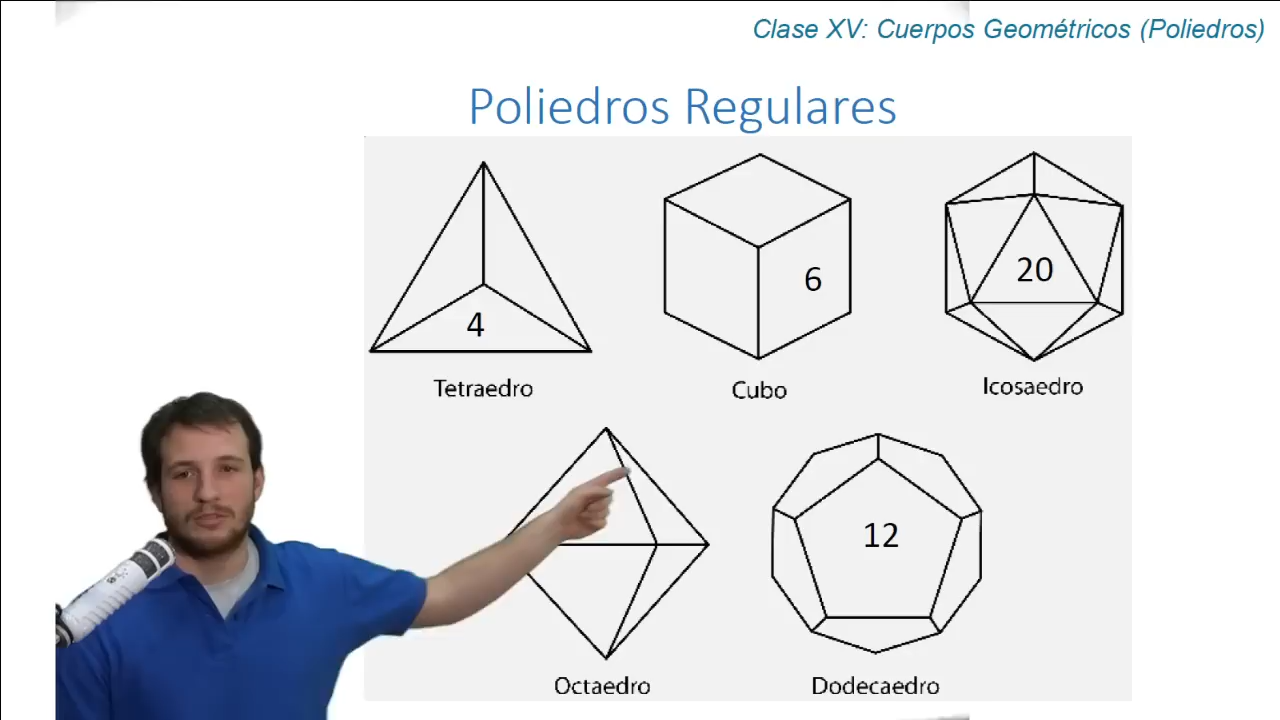 Clase XV: Cuerpos Geométricos (Poliedros)
Poliedros Regulares
4
6
20
Tetraedro
Cubo
Icosaedro
12
Octaedro
Dodecaedro